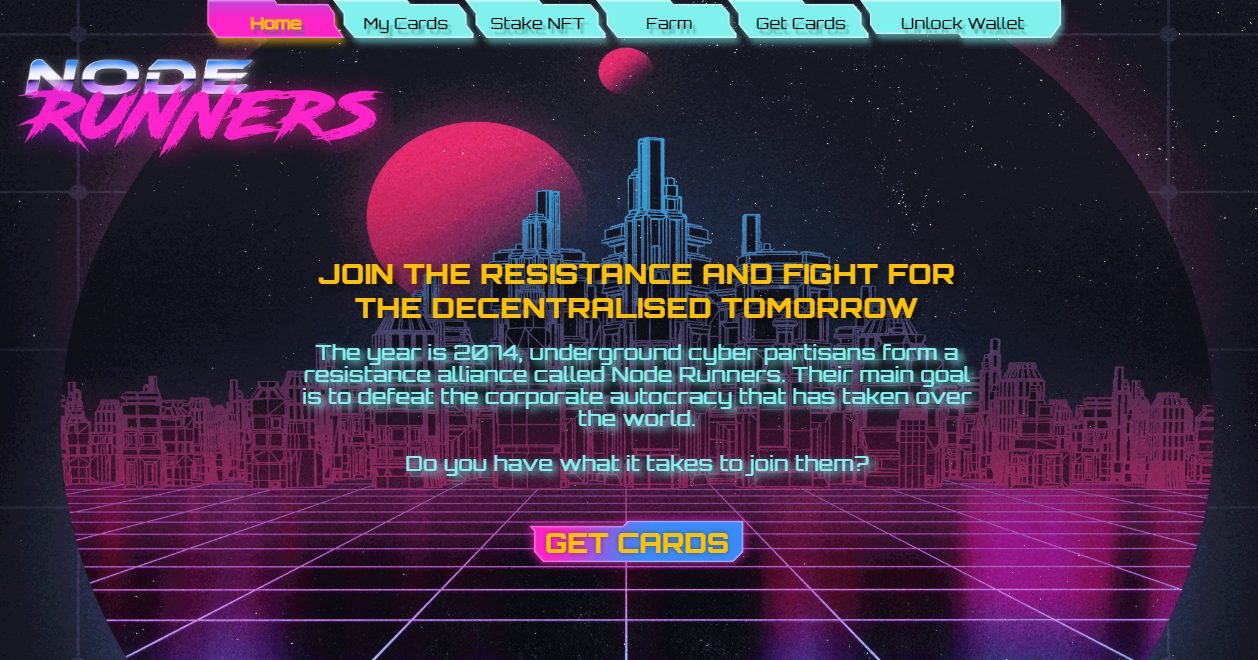 Home
My Cards
Stake NFT
Farm
Get Cards
Unlock Wallet
NODE
RUNNERS
JOIN THE RESISTANCE AND FIGHT FOR
THE DECENTRALISED TOMORROW
The year is 2074, underground cyber partisans form a
resistance alliance called Node Runners. Their main goal
is to defeat the corporate autocracy that has taken over
the world.
Do you have what it takes to join them?
GET CARDS